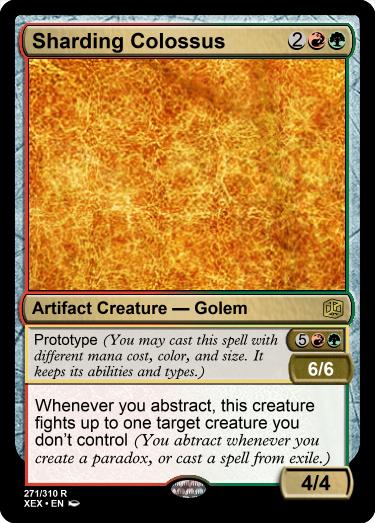 Sharding Colossus 2
Artifact Creature — Golem
Prototype (You may cast this spell with 5
different mana cost, color, and size. It
keeps its abilities and types.)
6/6
Whenever you abstract, this creature
fights up to one target creature you
don't control (You abtract whenever you
create a paradox, or cast a spell from exile.)
4/4
271/310 R
XEX • EN